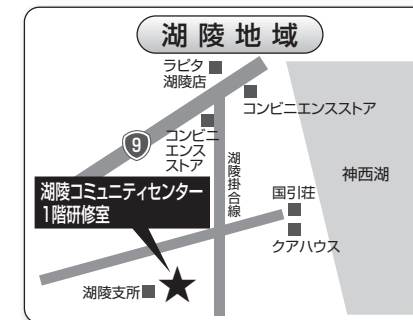 湖陵地域
ラピタ
湖陵店
コンビニエンスストア
9
コンビニ
エンス
ストア
湖陵掛合線
神西湖
湖陵コミュニティセンター
1階研修室
国引荘
クアハウス
湖陵支所